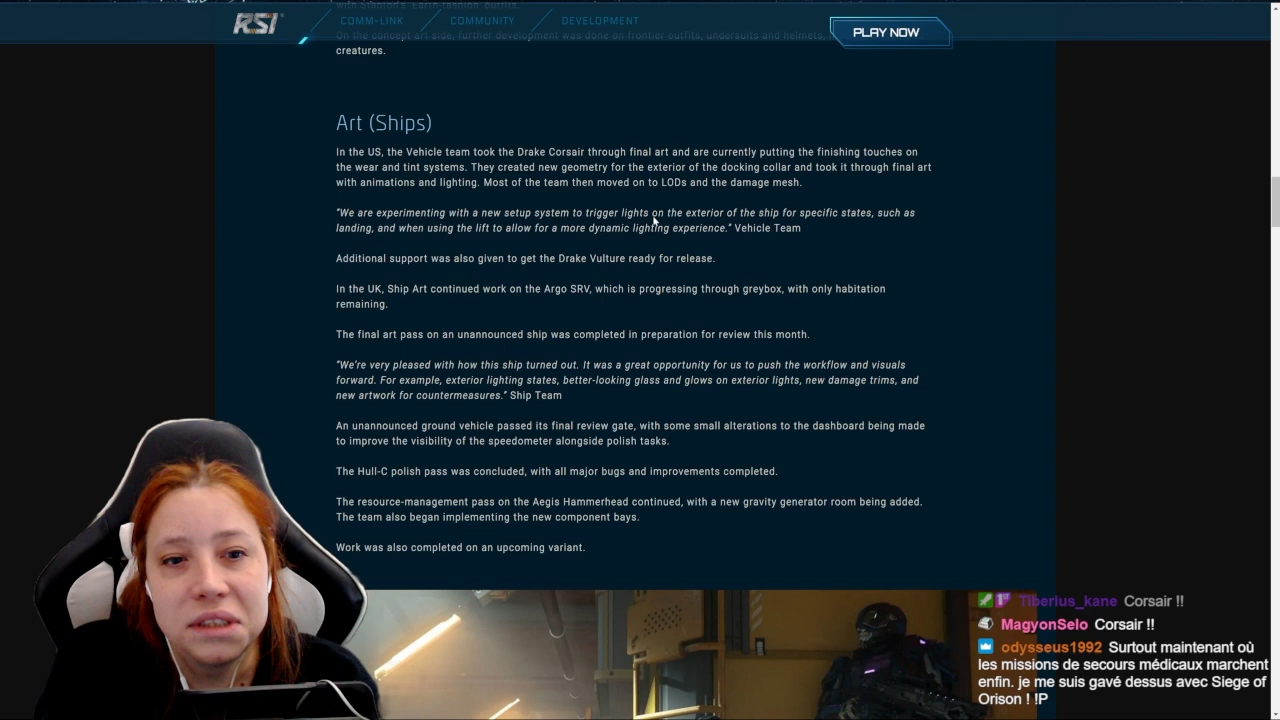 with Stanton's Earth-fashion outfits.
RSI
COMM-LINK
COMMUNITY
DEVELOPMENT
PLAY NOW
On the concept art side, further development was done on frontier outfits, undersuits and helmets,
creatures.
Art (Ships)
In the US, the Vehicle team took the Drake Corsair through final art and are currently putting the finishing touches on
the wear and tint systems. They created new geometry for the exterior of the docking collar and took it through final art
with animations and lighting. Most of the team then moved on to LODs and the damage mesh.
"We are experimenting with a new setup system to trigger lights on the exterior of the ship for specific states, such as
landing, and when using the lift to allow for a more dynamic lighting experience." Vehicle Team
Additional support was also given to get the Drake Vulture ready for release.
In the UK, Ship Art continued work on the Argo SRV, which is progressing through greybox, with only habitation
remaining.
The final art pass on an unannounced ship was completed in preparation for review this month.
"We're very pleased with how this ship turned out. It was a great opportunity for us to push the workflow and visuals
forward. For example, exterior lighting states, better-looking glass and glows on exterior lights, new damage trims, and
new artwork for countermeasures." Ship Team
An unannounced ground vehicle passed its final review gate, with some small alterations to the dashboard being made
to improve the visibility of the speedometer alongside polish tasks.
The Hull-C polish pass was concluded, with all major bugs and improvements completed.
The resource-management pass on the Aegis Hammerhead continued, with a new gravity generator room being added.
The team also began implementing the new component bays.
Work was also completed on an upcoming variant.
Tiberius_kane Corsair !!
MagyonSelo Corsair !!
odysseus1992 Surtout maintenant où
les missions de secours médicaux marchent
enfin. je me suis gavé dessus avec Siege of
Orison ! !P